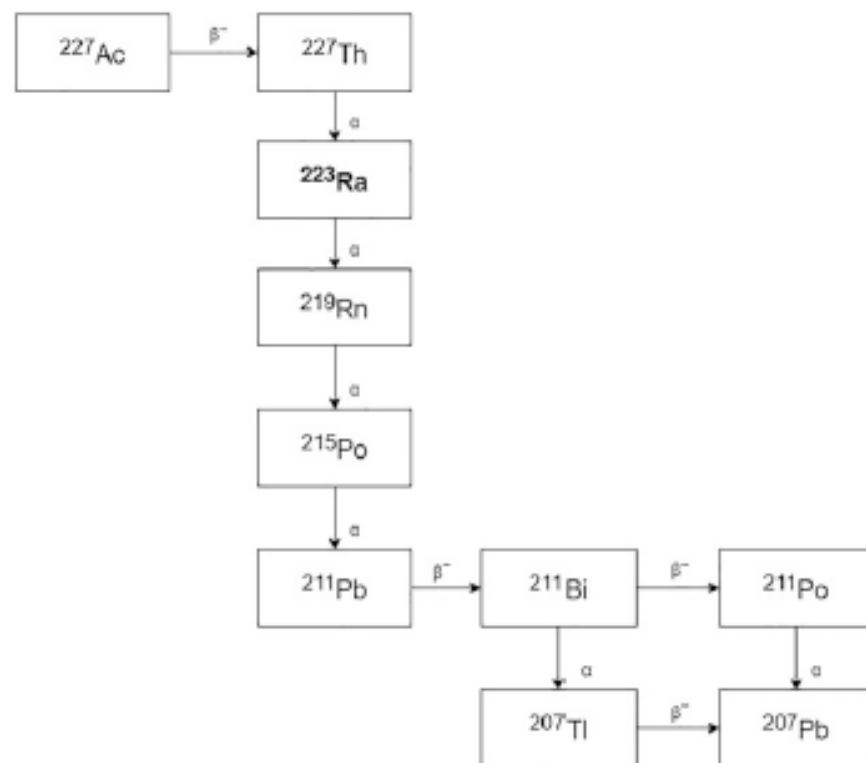 β⁻
²²⁷Ac ²²⁷Th
α
²²³Ra
α
²¹⁹Rn
α
²¹⁵Po
α
²¹¹Pb β⁻ ²¹¹Bi β⁻ ²¹¹Po
α α
²⁰⁷Tl β⁻ ²⁰⁷Pb